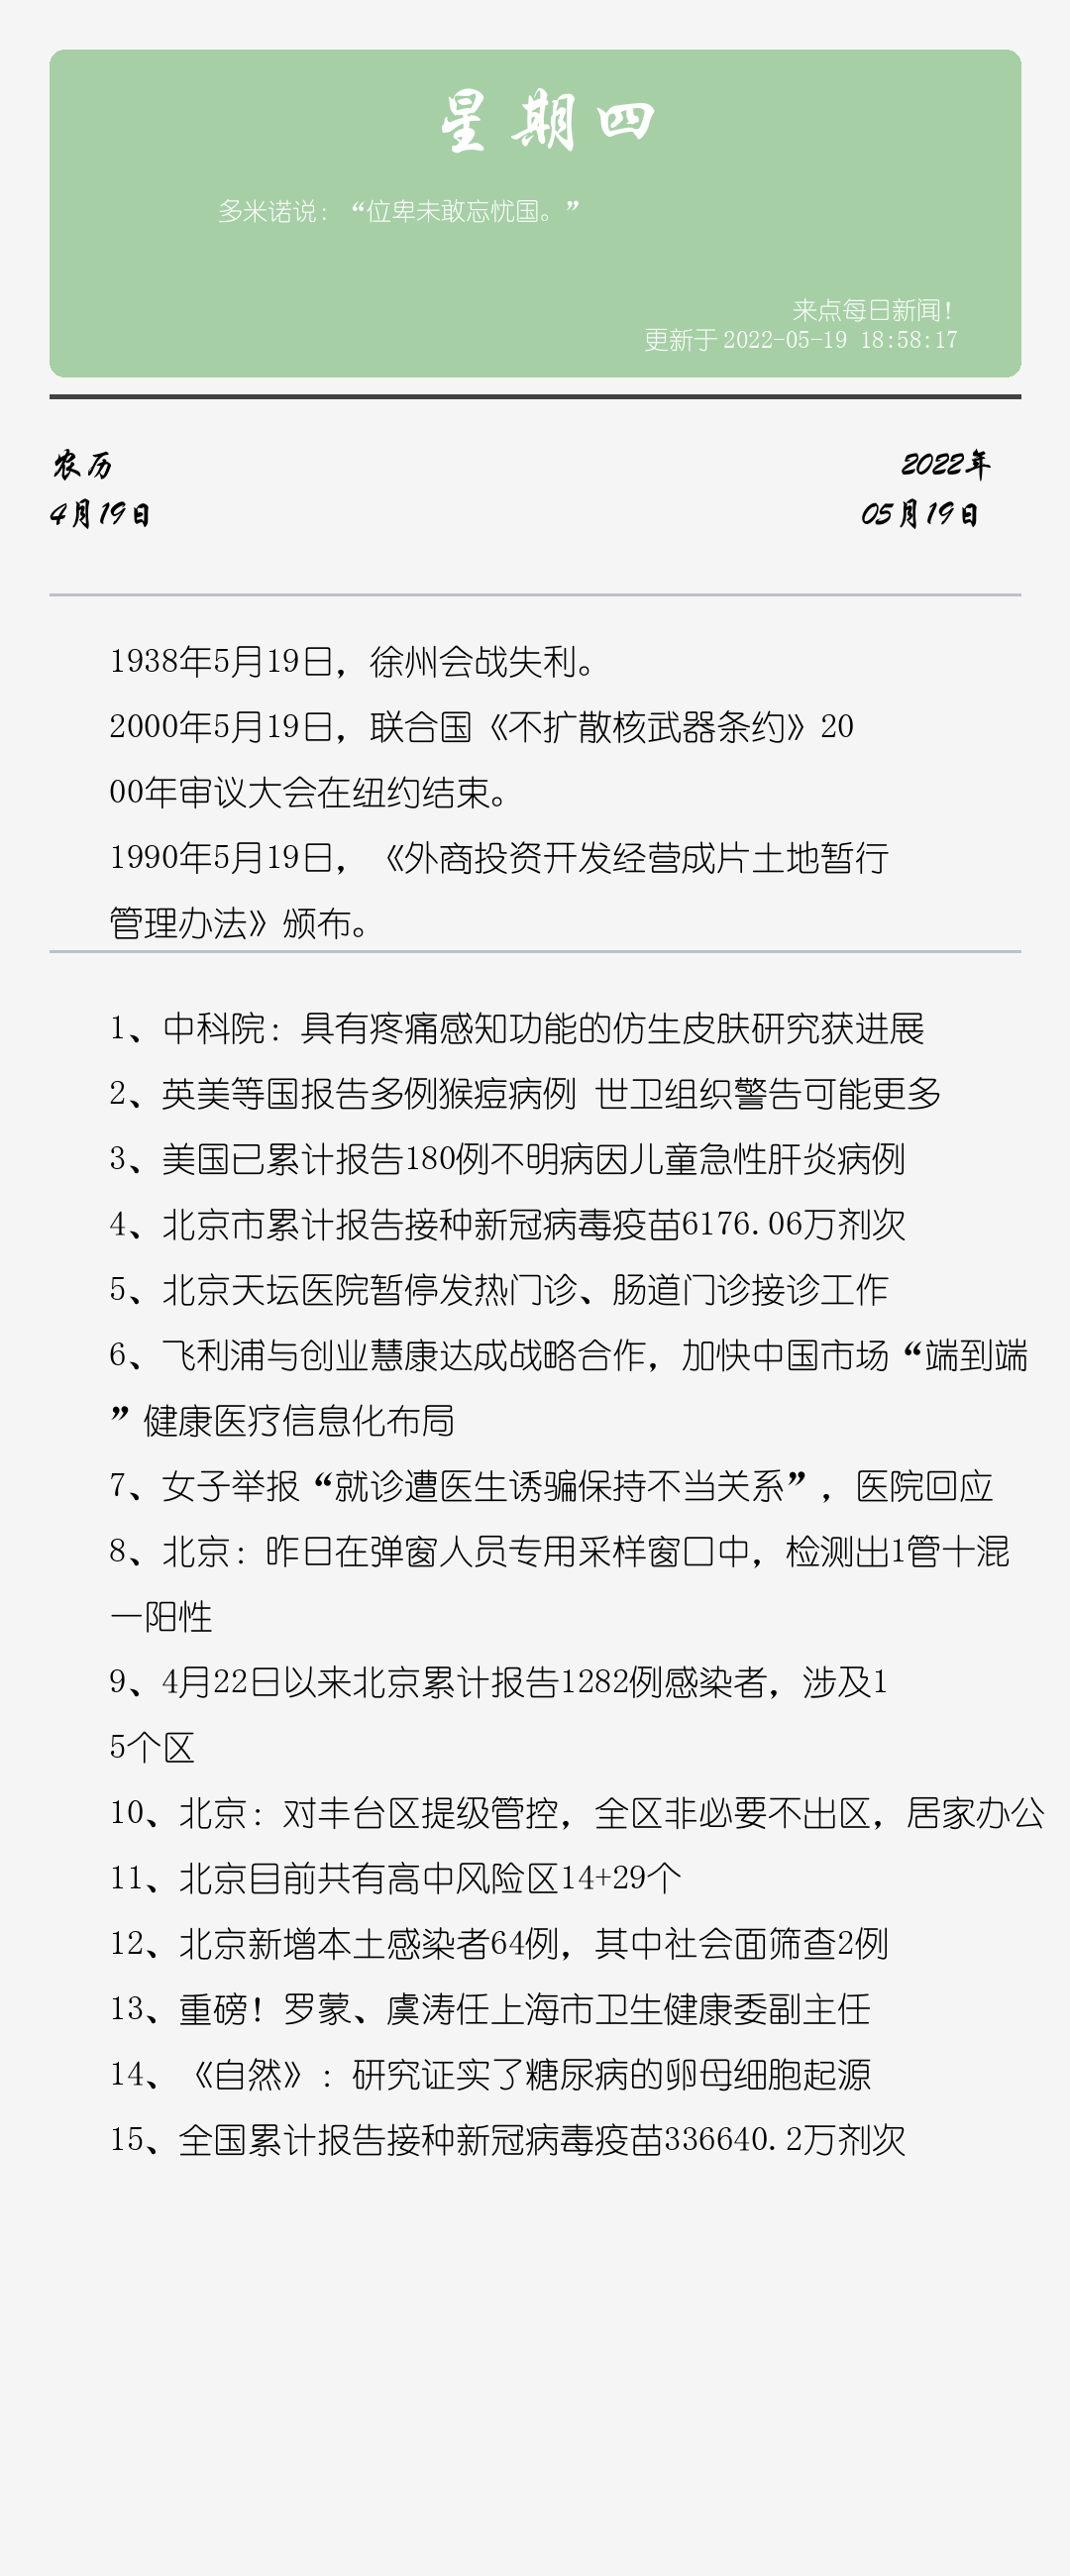 星期四
多米诺说：“位卑未敢忘忧国。”
来点每日新闻！
更新于 2022-05-19 18:58:17
农历
2022年
4月19日
05月19日
1938年5月19日，徐州会战失利。
2000年5月19日，联合国《不扩散核武器条约》20
00年审议大会在纽约结束。
1990年5月19日，《外商投资开发经营成片土地暂行
管理办法》颁布。
1、中科院：具有疼痛感知功能的仿生皮肤研究获进展
2、英美等国报告多例猴痘病例 世卫组织警告可能更多
3、美国已累计报告180例不明病因儿童急性肝炎病例
4、北京市累计报告接种新冠病毒疫苗6176.06万剂次
5、北京天坛医院暂停发热门诊、肠道门诊接诊工作
6、飞利浦与创业慧康达成战略合作，加快中国市场“端到端
”健康医疗信息化布局
7、女子举报“就诊遭医生诱骗保持不当关系”，医院回应
8、北京：昨日在弹窗人员专用采样窗口中，检测出1管十混
一阳性
9、4月22日以来北京累计报告1282例感染者，涉及1
5个区
10、北京：对丰台区提级管控，全区非必要不出区，居家办公
11、北京目前共有高中风险区14+29个
12、北京新增本土感染者64例，其中社会面筛查2例
13、重磅！罗蒙、虞涛任上海市卫生健康委副主任
14、《自然》：研究证实了糖尿病的卵母细胞起源
15、全国累计报告接种新冠病毒疫苗336640.2万剂次